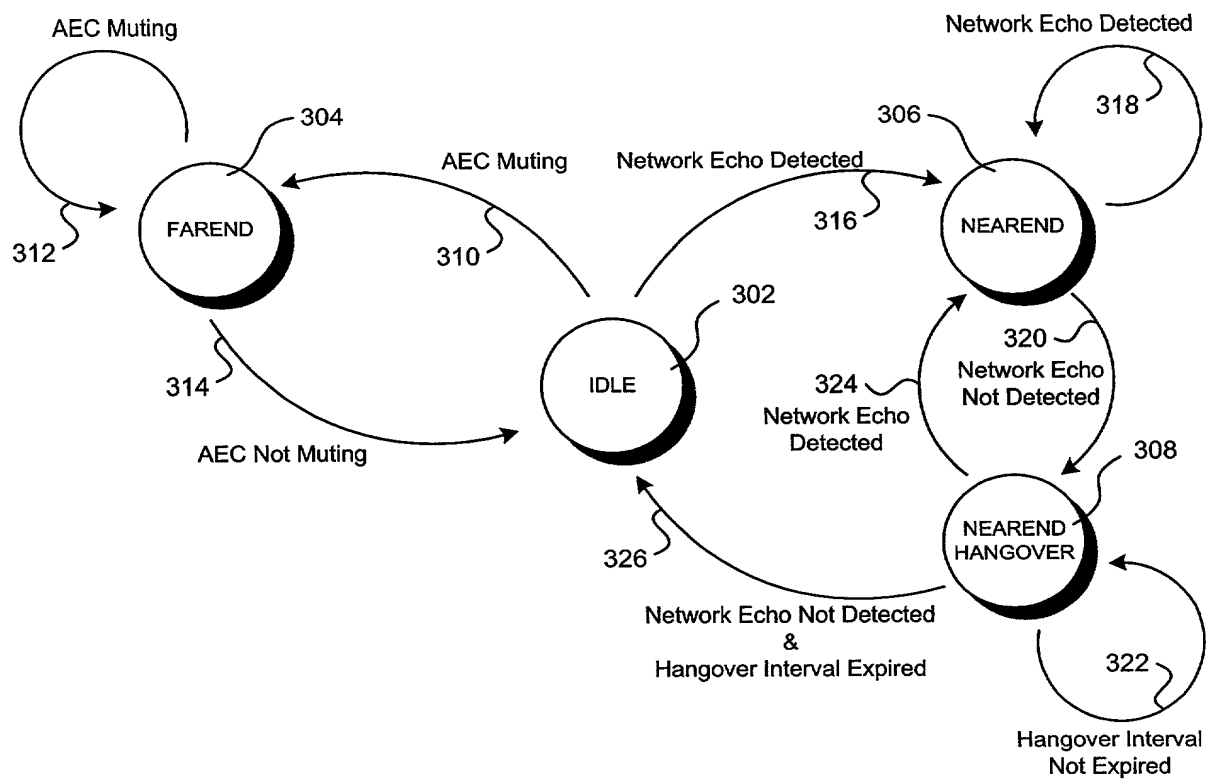 AEC Muting
Network Echo Detected
304
306
318
AEC Muting
Network Echo Detected
312
FAREND
310
316
NEAREND
302
314
IDLE
320
324
Network Echo
Not Detected
Network Echo
Detected
AEC Not Muting
308
326
NEAREND
HANGOVER
Network Echo Not Detected
&
Hangover Interval Expired
322
Hangover Interval
Not Expired